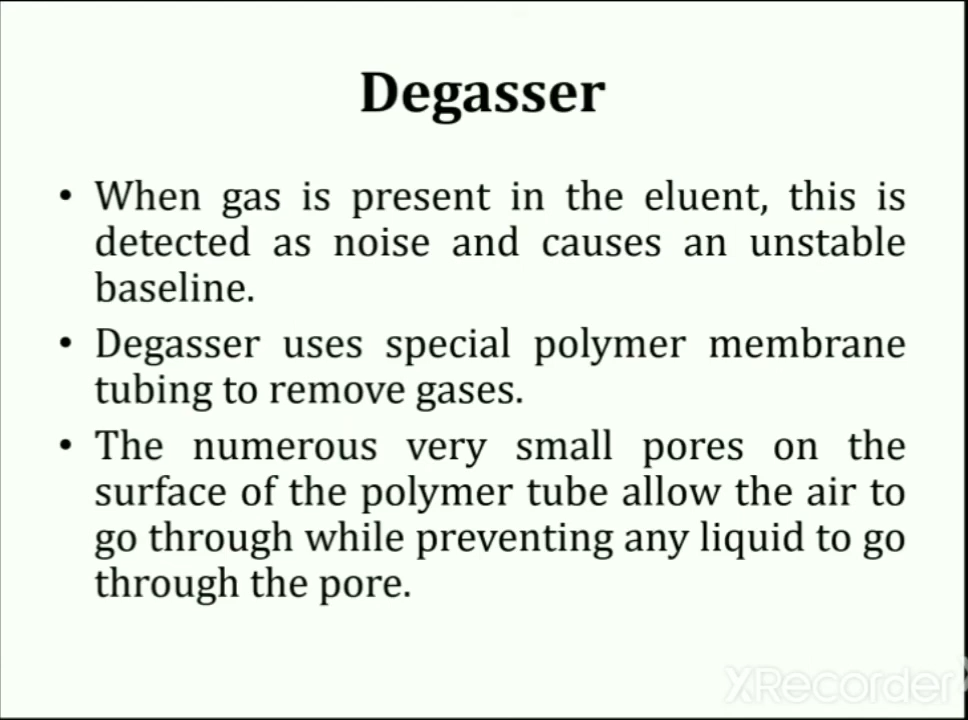 Degasser
• When gas is present in the eluent, this is
detected as noise and causes an unstable
baseline.
• Degasser uses special polymer membrane
tubing to remove gases.
• The numerous very small pores on the
surface of the polymer tube allow the air to
go through while preventing any liquid to go
through the pore.
XRecorder